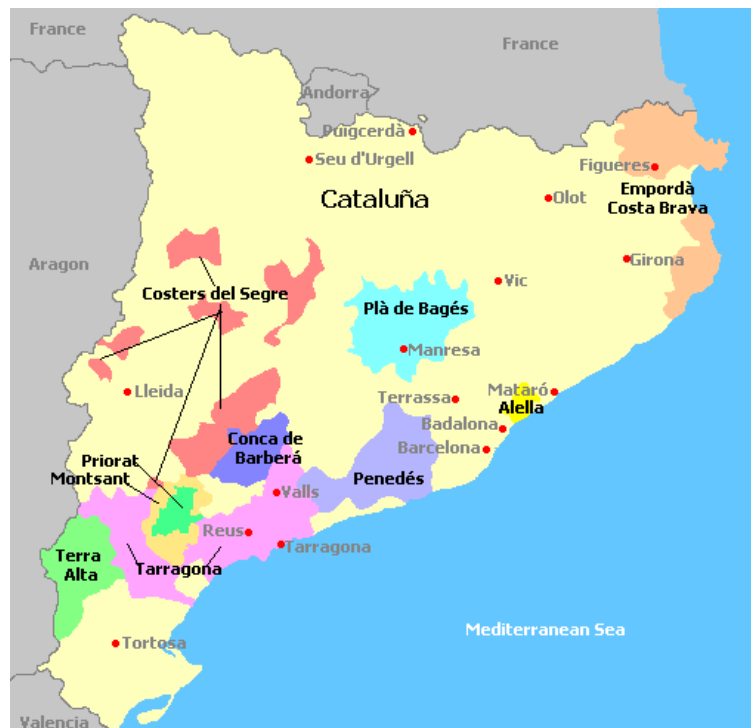 France
France
Andorra
Puigcerdà
Seu d'Urgell
Figueres
Cataluña
Olot
Empordà
Costa Brava
Aragon
Girona
Vic
Costers del Segre
Plà de Bagés
Manresa
Lleida
Terrassa
Mataró
Alella
Badalona
Conca de
Barberá
Barcelona
Priorat
Montsant
Penedés
Valls
Reus
Tarragona
Terra
Alta
Tarragona
Mediterranean Sea
Tortosa
Valencia